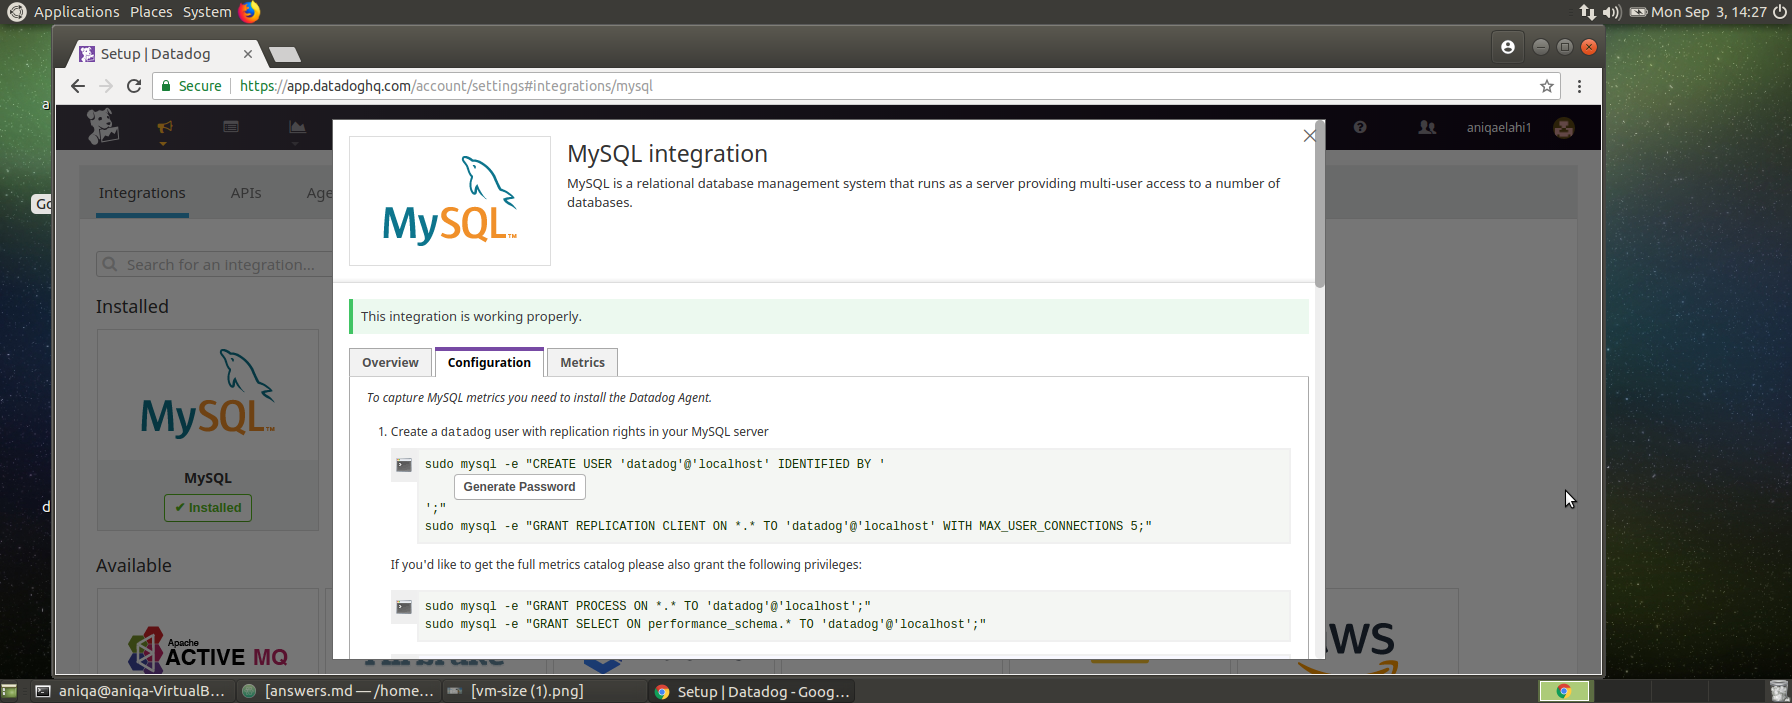 Applications Places System
Mon Sep 3, 14:27
Setup | Datadog
Secure https://app.datadoghq.com/account/settings#integrations/mysql
aniqaelahi1
Integrations APIs Age
Search for an integration...
Installed
MySQL™
MySQL
✔ Installed
Available
Apache
ACTIVE MQ
AWS
MySQL™
MySQL integration
MySQL is a relational database management system that runs as a server providing multi-user access to a number of
databases.
This integration is working properly.
Overview Configuration Metrics
To capture MySQL metrics you need to install the Datadog Agent.
1. Create a datadog user with replication rights in your MySQL server
sudo mysql -e "CREATE USER 'datadog'@'localhost' IDENTIFIED BY '
Generate Password
';"
sudo mysql -e "GRANT REPLICATION CLIENT ON *.* TO 'datadog'@'localhost' WITH MAX_USER_CONNECTIONS 5;"
If you'd like to get the full metrics catalog please also grant the following privileges:
sudo mysql -e "GRANT PROCESS ON *.* TO 'datadog'@'localhost';"
sudo mysql -e "GRANT SELECT ON performance_schema.* TO 'datadog'@'localhost';"
a
Go
d
aniqa@aniqa-VirtualB... [answers.md — /home... [vm-size (1).png] Setup | Datadog - Goog...